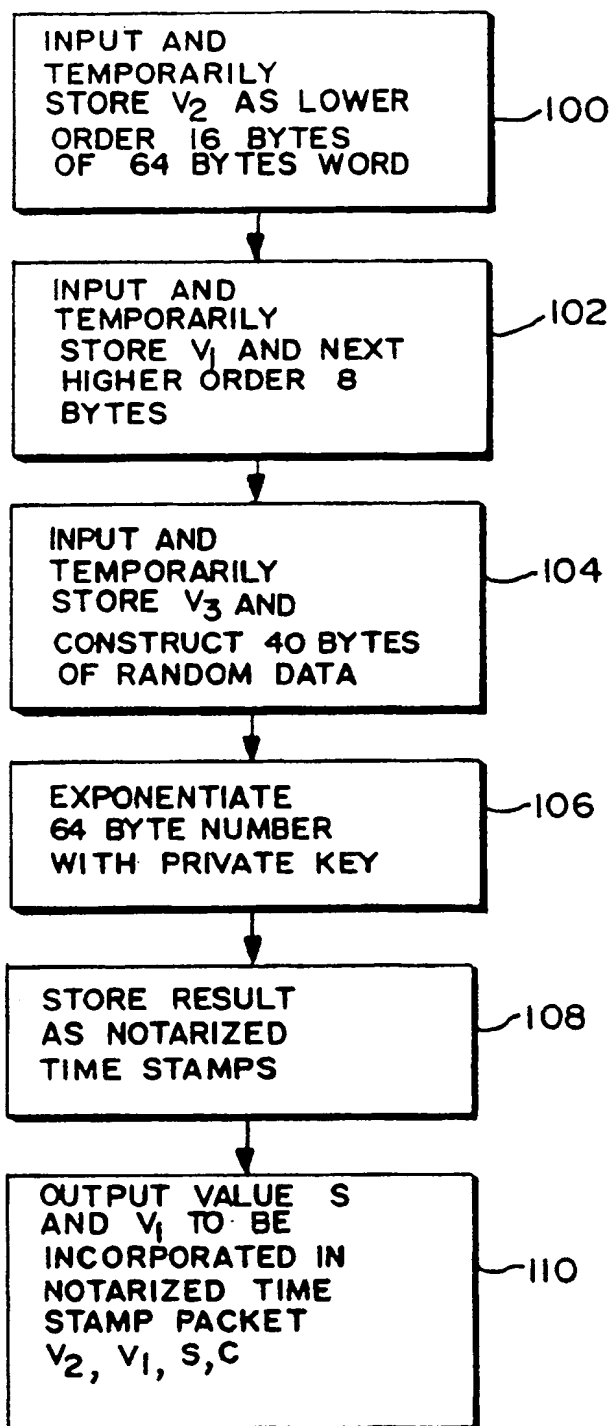 INPUT AND
TEMPORARILY
STORE V2 AS LOWER
ORDER 16 BYTES
OF 64 BYTES WORD
100
INPUT AND
TEMPORARILY
STORE V1 AND NEXT
HIGHER ORDER 8
BYTES
102
INPUT AND
TEMPORARILY
STORE V3 AND
CONSTRUCT 40 BYTES
OF RANDOM DATA
104
EXPONENTIATE
64 BYTE NUMBER
WITH PRIVATE KEY
106
STORE RESULT
AS NOTARIZED
TIME STAMPS
108
OUTPUT VALUE S
AND V1 TO BE
INCORPORATED IN
NOTARIZED TIME
STAMP PACKET
V2, V1, S, C
110